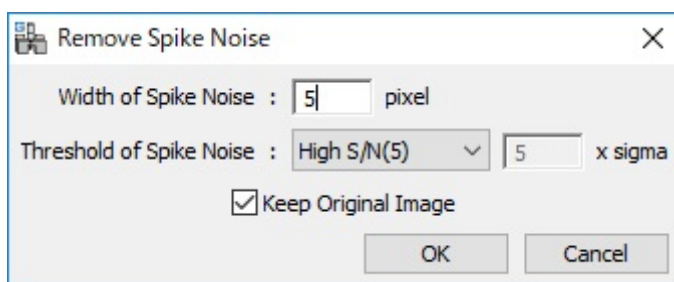 Remove Spike Noise
Width of Spike Noise : 5 pixel
Threshold of Spike Noise : High S/N(5) 5 x sigma
Keep Original Image
OK Cancel